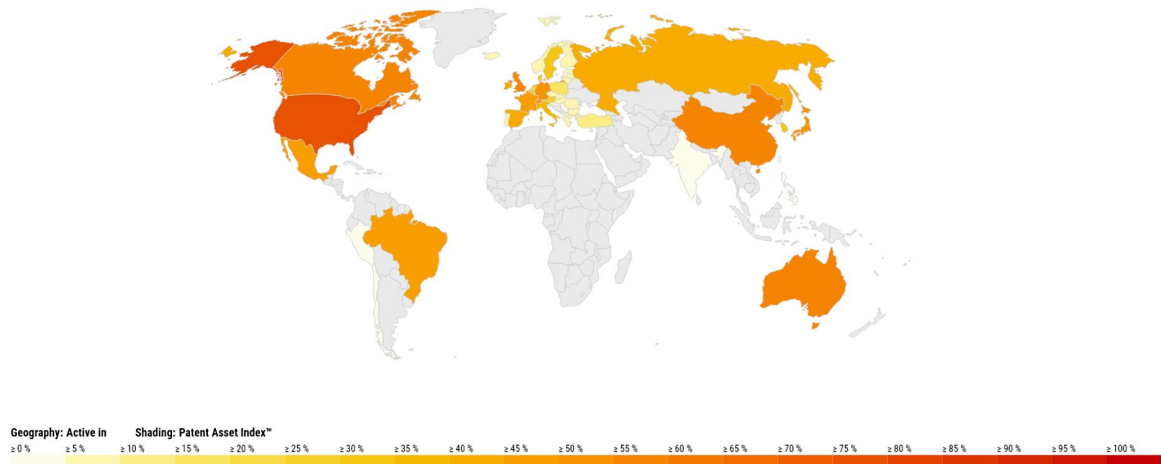 Geography: Active in Shading: Patent Asset Index™
≥ 0 % ≥ 5 % ≥ 10 % ≥ 15 % ≥ 20 % ≥ 25 % ≥ 30 % ≥ 35 % ≥ 40 % ≥ 45 % ≥ 50 % ≥ 55 % ≥ 60 % ≥ 65 % ≥ 70 % ≥ 75 % ≥ 80 % ≥ 85 % ≥ 90 % ≥ 95 % ≥ 100 %